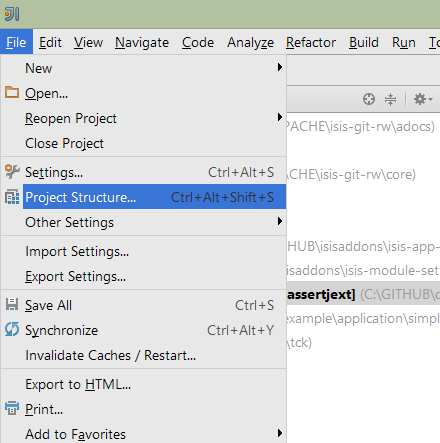 File Edit View Navigate Code Analyze Refactor Build Run
New
Open...
Reopen Project
Close Project
PACHE\isis-git-rw\adocs)
Settings... Ctrl+Alt+S
ACHE\isis-git-rw\core)
Project Structure... Ctrl+Alt+Shift+S
Other Settings
Import Settings...
HUB\isisaddons\isis-app-
Export Settings...
isaddons\isis-module-set
assertjext] (C:\GITHUB\
Save All Ctrl+S
example\application\simpl
Synchronize Ctrl+Alt+Y
\tck)
Invalidate Caches / Restart...
Export to HTML...
Print...
Add to Favorites